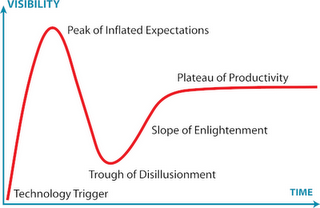 VISIBILITY
Peak of Inflated Expectations
Plateau of Productivity
Slope of Enlightenment
Trough of Disillusionment
Technology Trigger
TIME